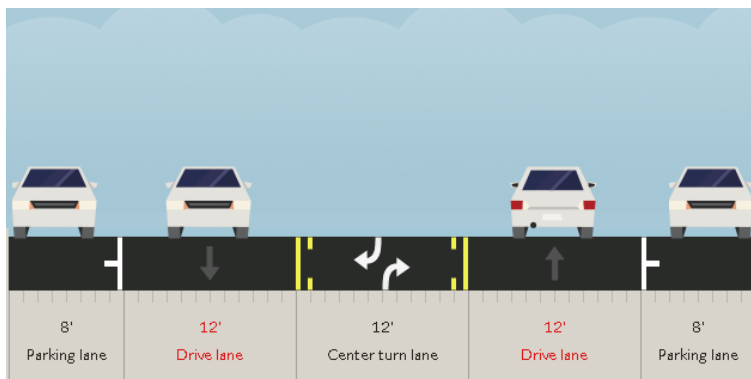 8'
Parking lane
12'
Drive lane
12'
Center turn lane
12'
Drive lane
8'
Parking lane